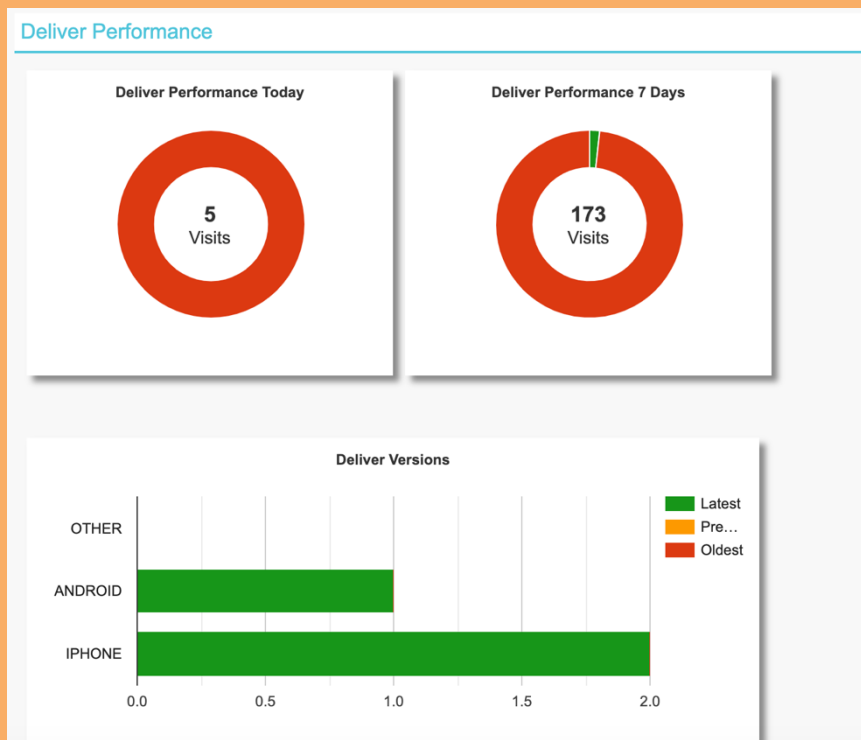 Deliver Performance
Deliver Performance Today
5
Visits
Deliver Performance 7 Days
173
Visits
Deliver Versions
OTHER
ANDROID
IPHONE
0.0 0.5 1.0 1.5 2.0
Latest
Pre…
Oldest